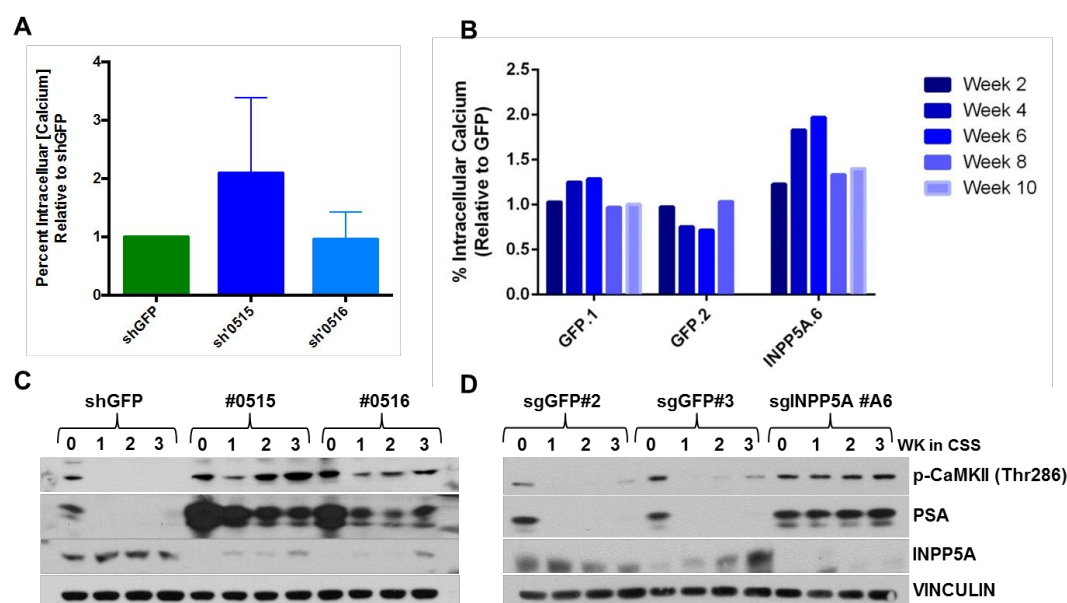 A
Percent Intracelluar [Calcium]
Relative to shGFP
4
3
2
1
0
shGFP
sh'0515
sh'0516
B
% Intracellular Calcium
(Relative to GFP)
2.5
2.0
1.5
1.0
0.5
0.0
GFP.1
GFP.2
INPP5A.6
Week 2
Week 4
Week 6
Week 8
Week 10
C
shGFP #0515 #0516
0 1 2 3 0 1 2 3 0 1 2 3
D
sgGFP#2 sgGFP#3 sgINPP5A #A6
0 1 2 3 0 1 2 3 0 1 2 3 WK in CSS
p-CaMKII (Thr286)
PSA
INPP5A
VINCULIN